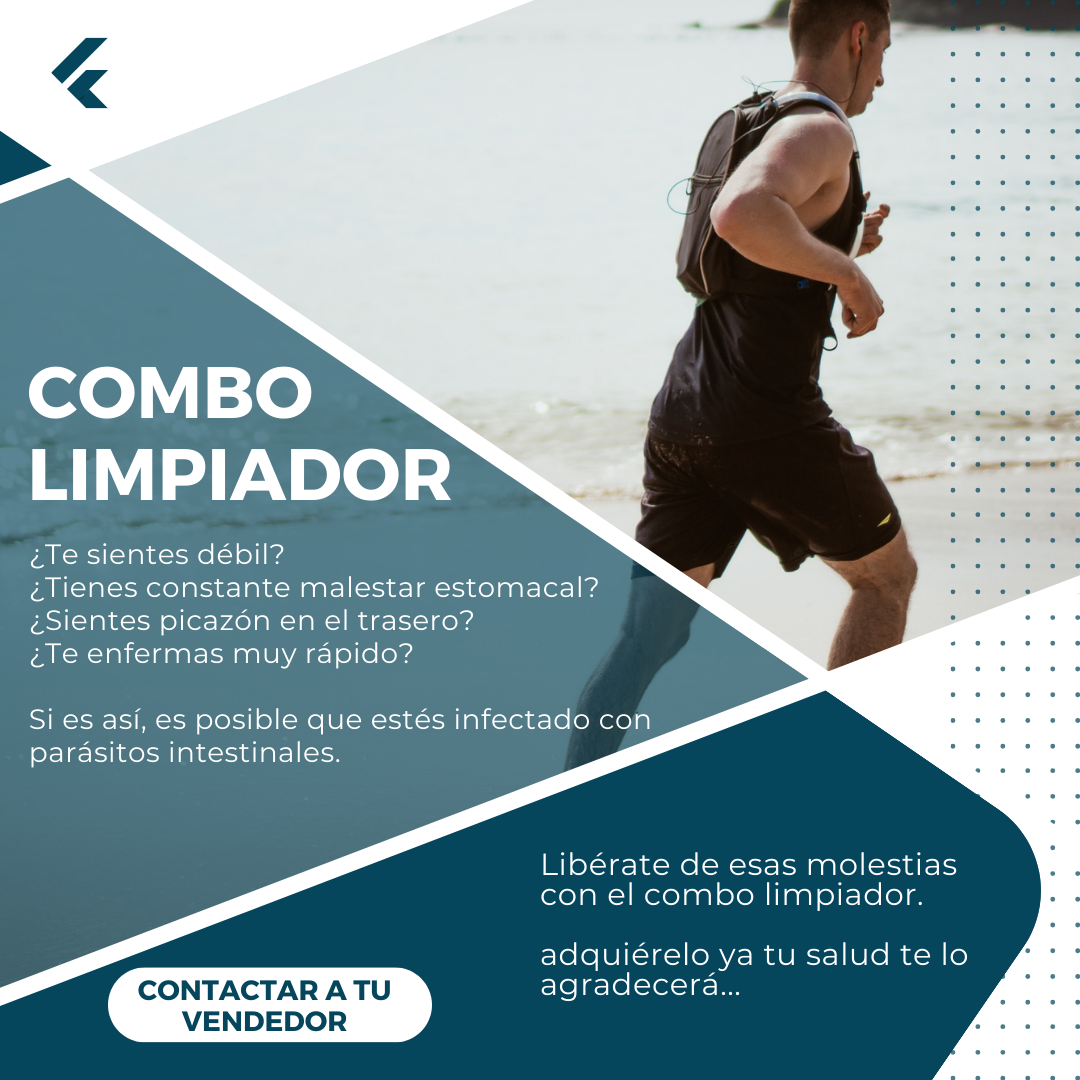 COMBO
LIMPIADOR
¿Te sientes débil?
¿Tienes constante malestar estomacal?
¿Sientes picazón en el trasero?
¿Te enfermas muy rápido?
Si es así, es posible que estés infectado con
parásitos intestinales.
Libérate de esas molestias
con el combo limpiador.
adquiérelo ya tu salud te lo
agradecerá...
CONTACTAR A TU
VENDEDOR